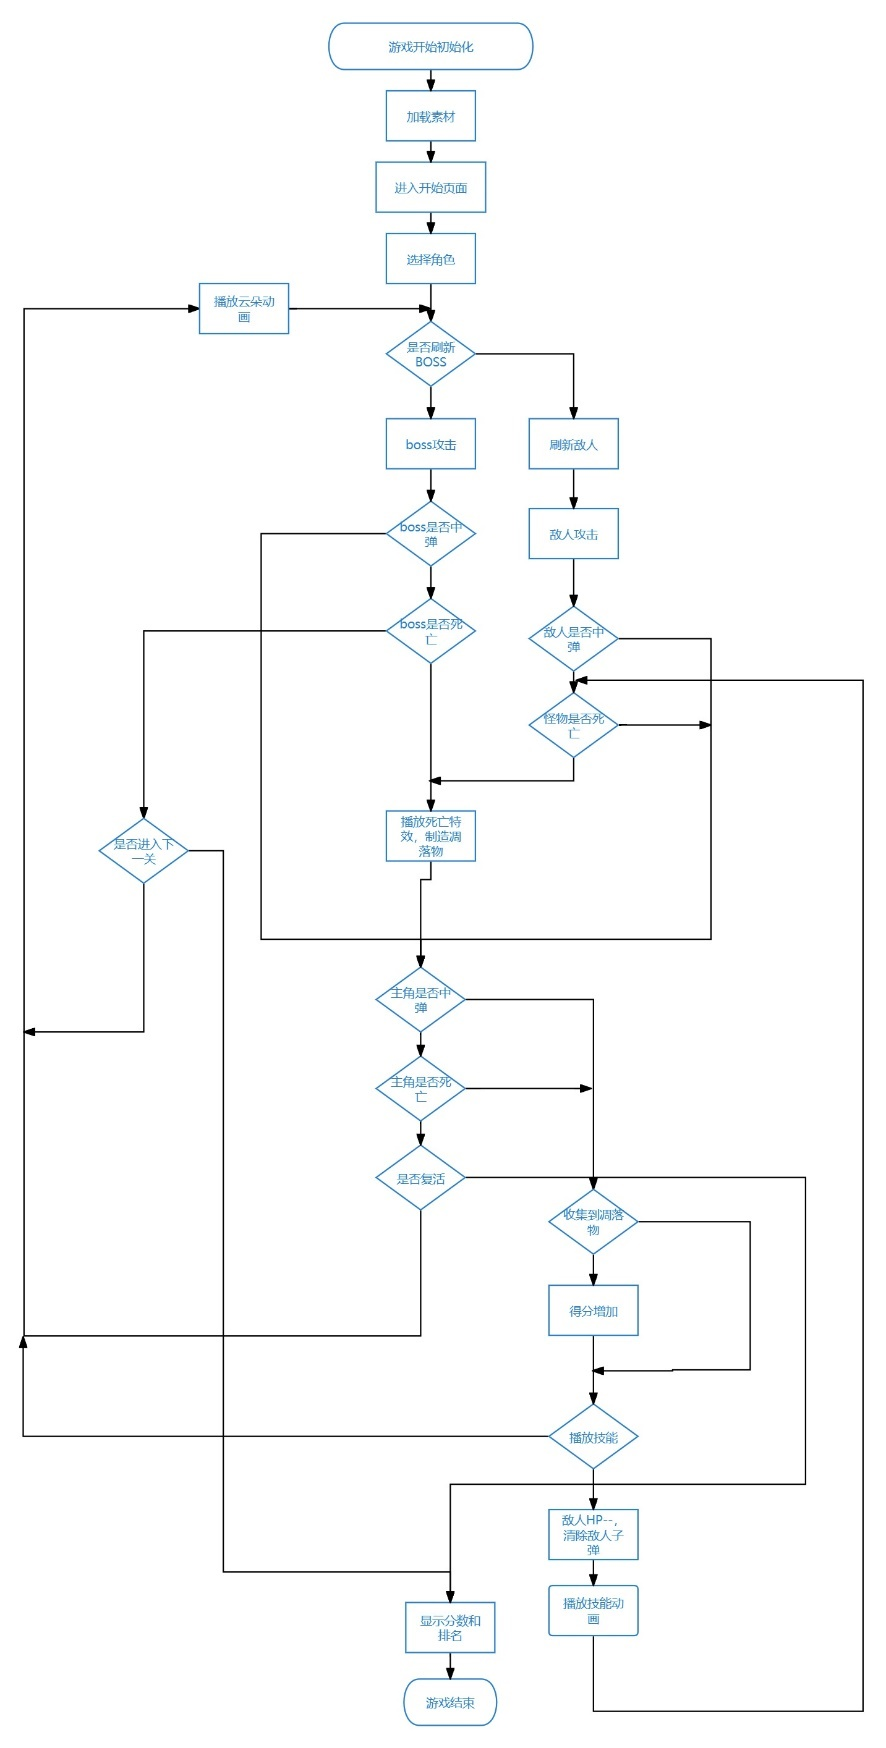 游戏开始初始化
加载素材
进入开始页面
选择角色
播放云朵动
画
是否刷新
BOSS
boss攻击
刷新敌人
boss是否中
弹
敌人攻击
boss是否死
亡
敌人是否中
弹
怪物是否死
亡
播放死亡特
效，制造凋
落物
是否进入下
一关
主角是否中
弹
主角是否死
亡
是否复活
收集到凋落
物
得分增加
播放技能
敌人HP--，
清除敌人子
弹
播放技能动
画
显示分数和
排名
游戏结束